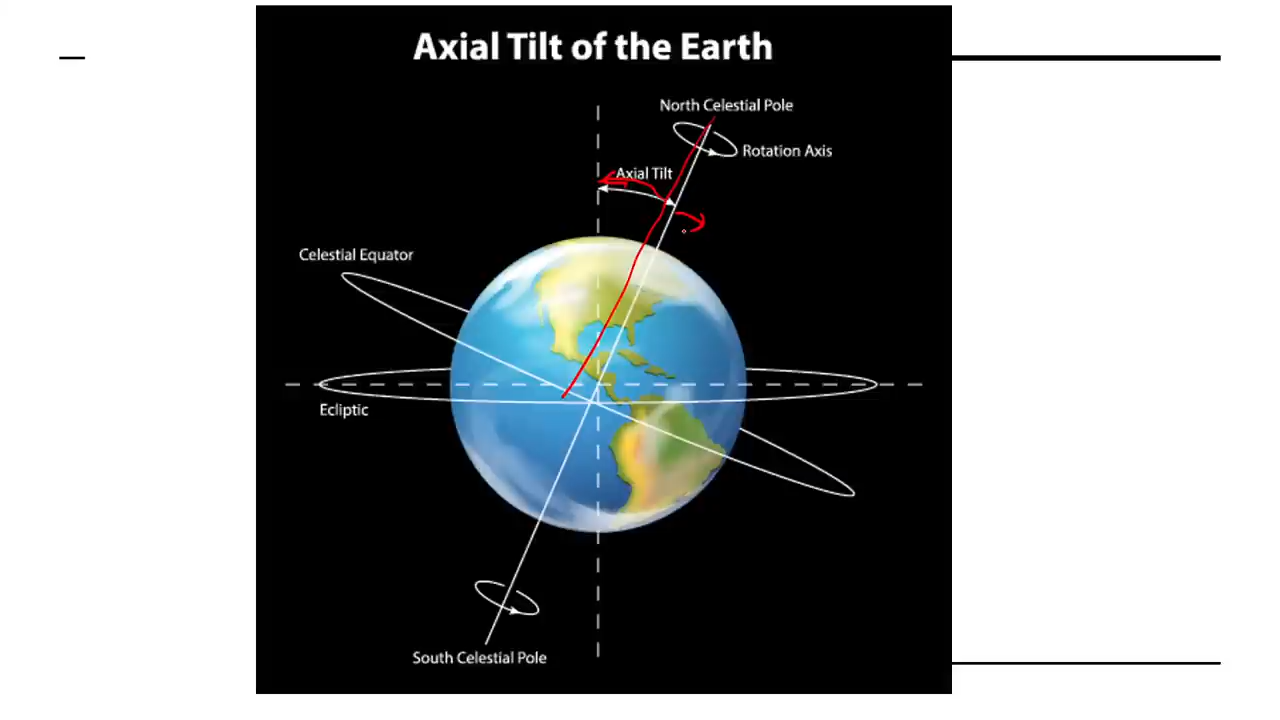 Axial Tilt of the Earth
North Celestial Pole
Rotation Axis
Axial Tilt
Celestial Equator
Ecliptic
South Celestial Pole